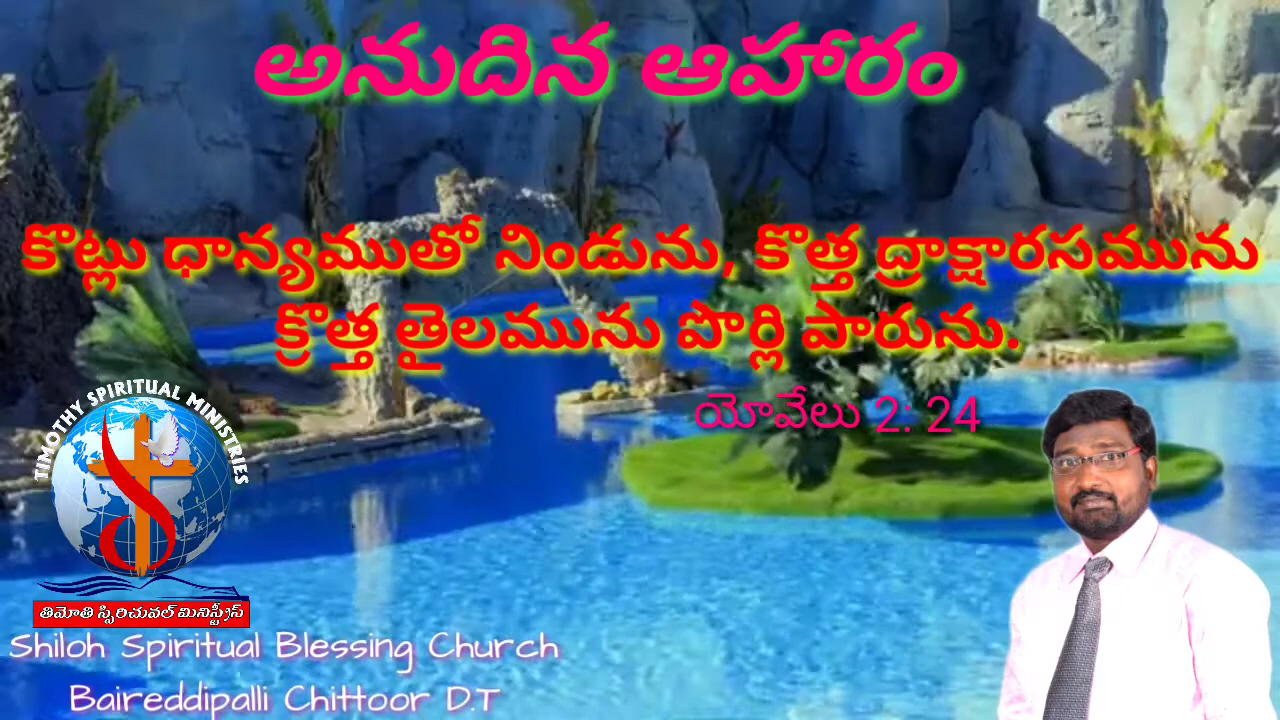 అనుదిన ఆహారం
కొట్లు ధాన్యముతో నిండును, కొత్త ద్రాక్షారసమును
క్రొత్త తైలమును పొర్లి పారును.
యోవేలు 2: 24
TIMOTHY SPIRITUAL MINISTRIES
తిమోతి స్పిరిచువల్ మినిస్ట్రీస్
Shiloh Spiritual Blessing Church
Baireddipalli Chittoor D.T